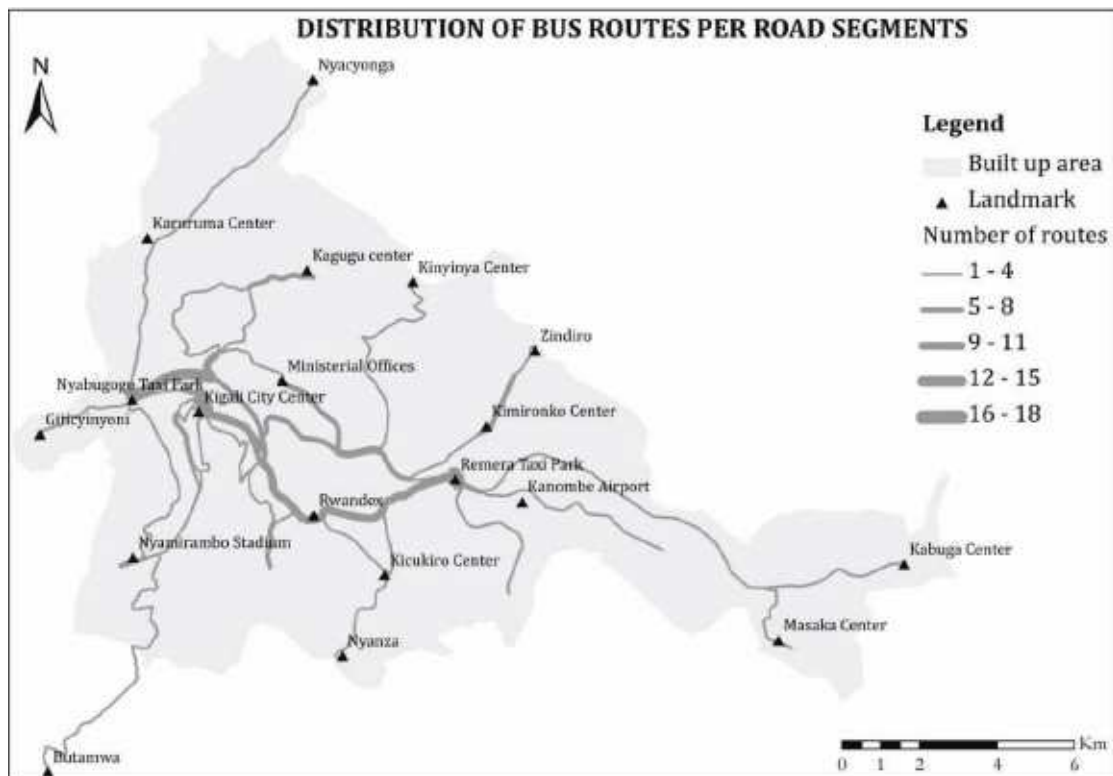 DISTRIBUTION OF BUS ROUTES PER ROAD SEGMENTS
N
Nyacyonga
Legend
Built up area
Landmark
Number of routes
1 - 4
5 - 8
9 - 11
12 - 15
16 - 18
Karuruma Center
Kagugu center
Kinyinya Center
Zindiro
Ministerial Offices
Nyabugogo Taxi Park
Kigali City Center
Giticyinyoni
Kimironko Center
Remera Taxi Park
Kanombe Airport
Rwandex
Nyamirambo Stadium
Kicukiro Center
Kabuga Center
Masaka Center
Nyanza
Butamwa
Km
0 1 2 4 6